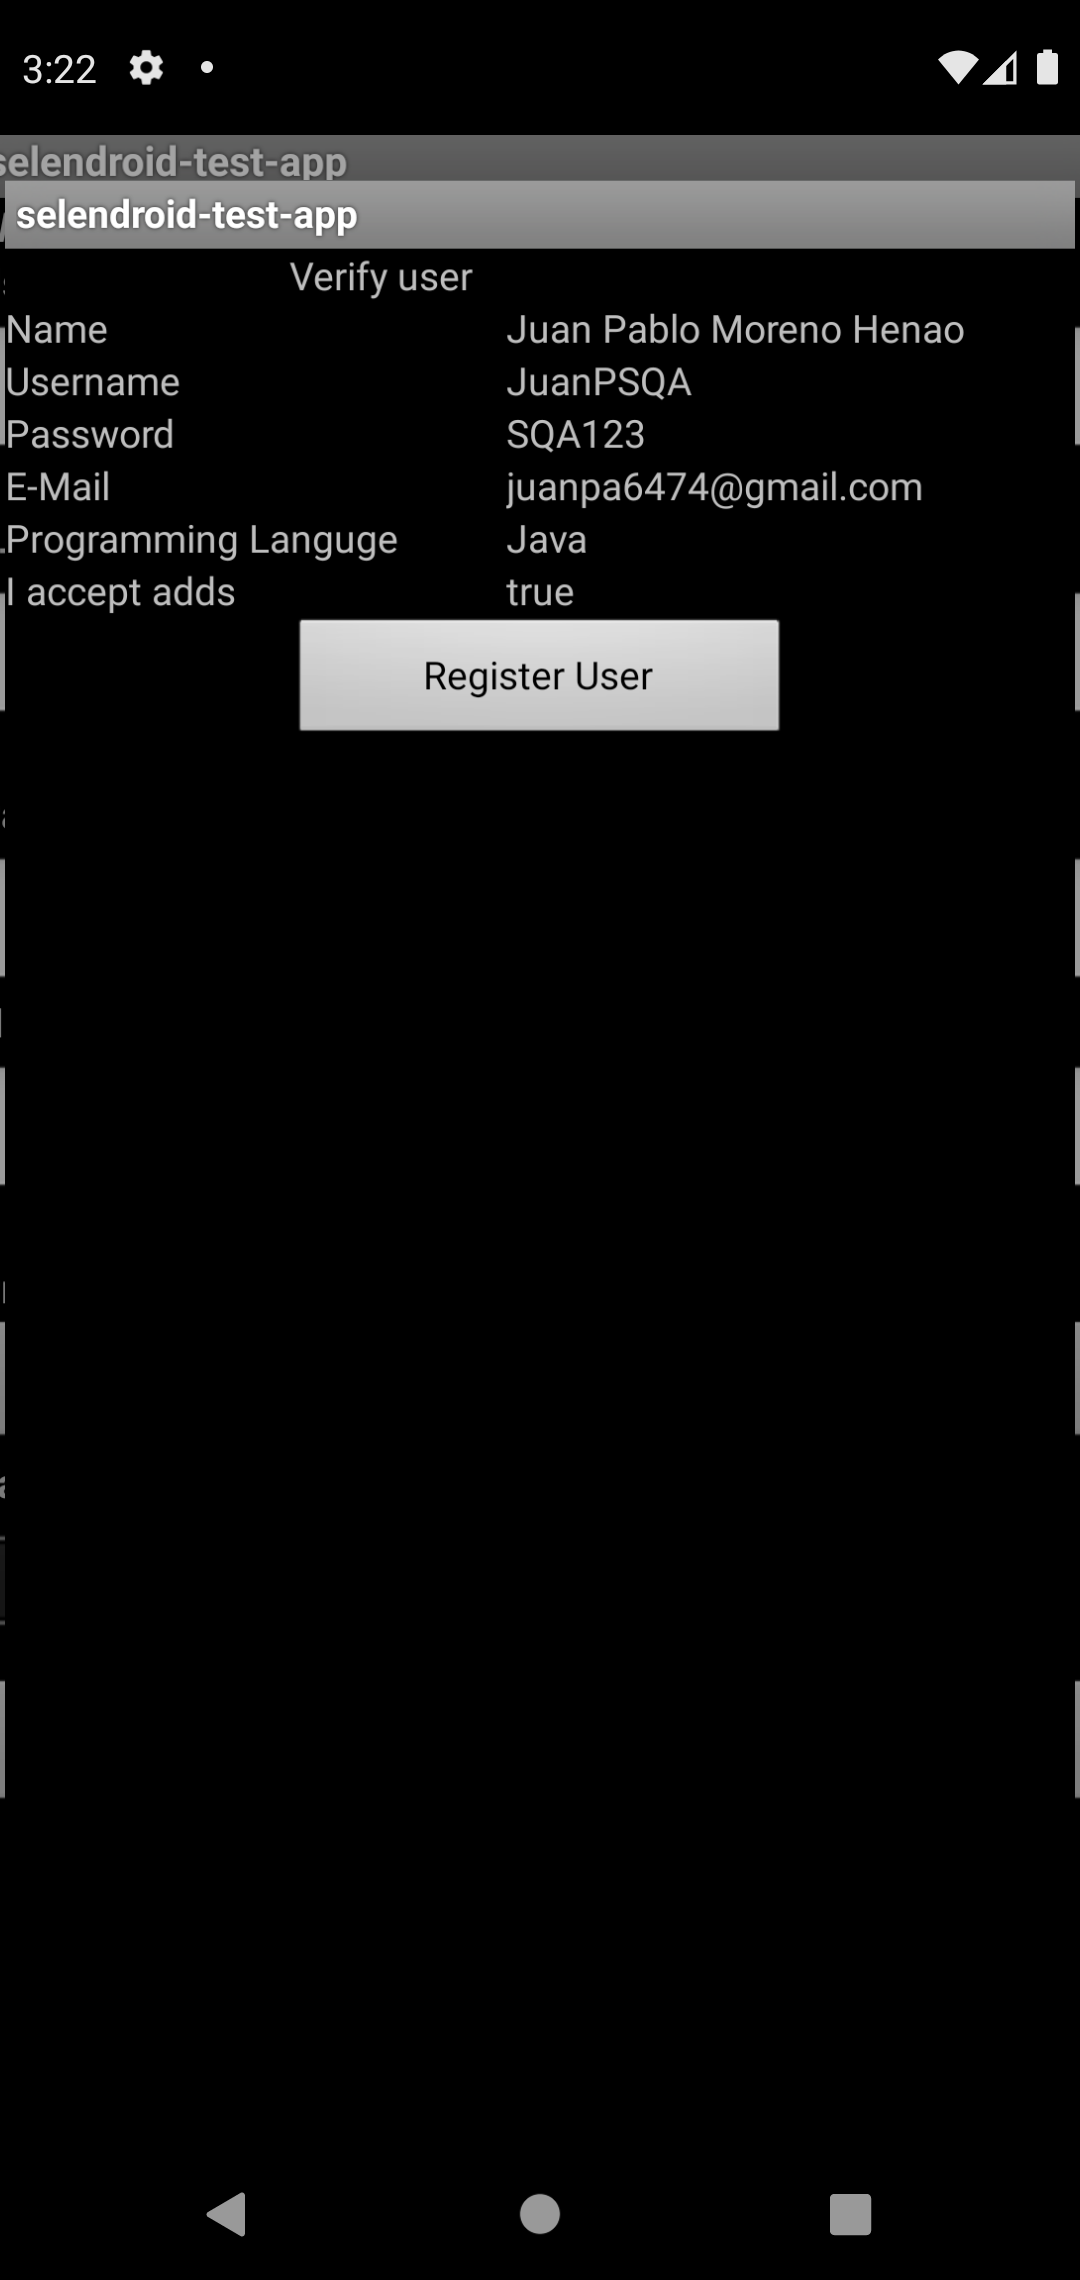 3:22
selendroid-test-app
selendroid-test-app
Verify user
Name Juan Pablo Moreno Henao
Username JuanPSQA
Password SQA123
E-Mail juanpa6474@gmail.com
Programming Languge Java
I accept adds true
Register User